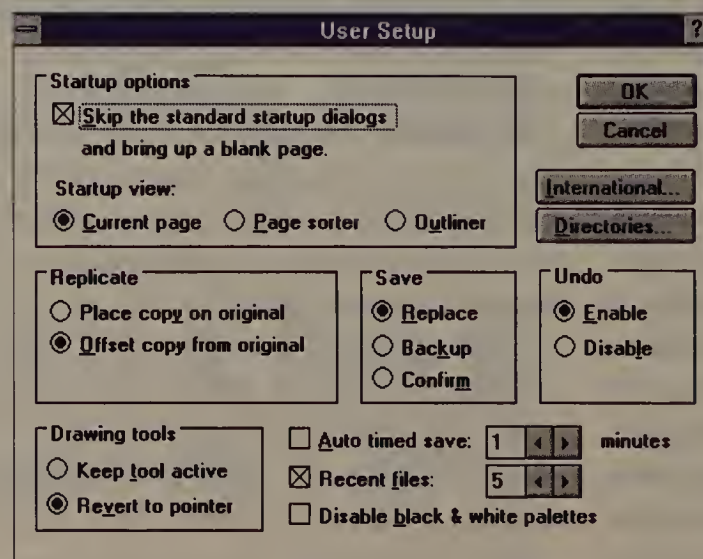 User Setup
?
Startup options
Skip the standard startup dialogs
and bring up a blank page.
Startup view:
Current page
Page sorter
Outliner
OK
Cancel
International...
Directories...
Replicate
Place copy on original
Offset copy from original
Save
Replace
Backup
Confirm
Undo
Enable
Disable
Drawing tools
Keep tool active
Revert to pointer
Auto timed save: 1 minutes
Recent files: 5
Disable black & white palettes